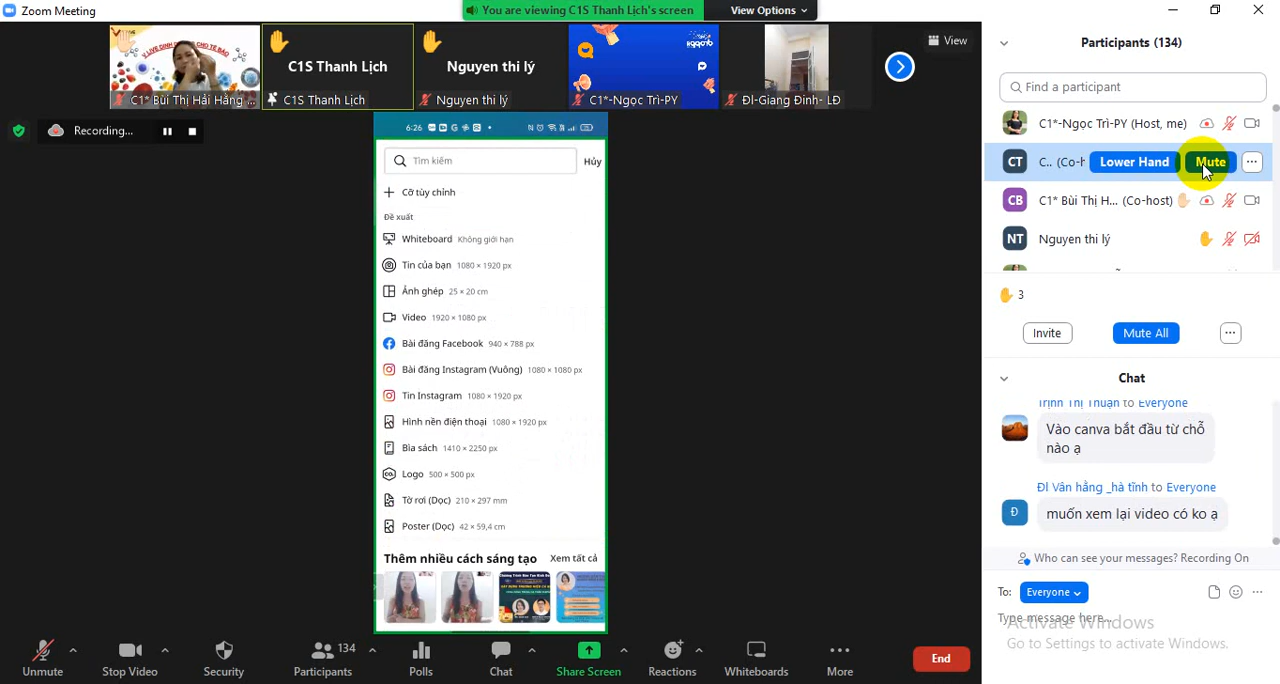 Zoom Meeting
You are viewing C1S Thanh Lịch's screen
View Options
C1* Bùi Thị Hải Hằng ...
C1S Thanh Lịch
C1S Thanh Lịch
Nguyen thi lý
Nguyen thi lý
C1*-Ngọc Trì-PY
Đl-Giang Đinh- LĐ
View
Recording...
6:26
Tìm kiếm
Hủy
Cỡ tùy chỉnh
Đề xuất
Whiteboard Không giới hạn
Tin của bạn 1080 × 1920 px
Ảnh ghép 25 × 20 cm
Video 1920 × 1080 px
Bài đăng Facebook 940 × 788 px
Bài đăng Instagram (Vuông) 1080 × 1080 px
Tin Instagram 1080 × 1920 px
Hình nền điện thoại 1080 × 1920 px
Bìa sách 1410 × 2250 px
Logo 500 × 500 px
Tờ rơi (Dọc) 210 × 297 mm
Poster (Dọc) 42 × 59,4 cm
Thêm nhiều cách sáng tạo
Xem tất cả
Participants (134)
Find a participant
C1*-Ngọc Trì-PY (Host, me)
CT
C.. (Co-h
Lower Hand
Mute
CB
C1* Bùi Thị H... (Co-host)
NT
Nguyen thi lý
3
Invite
Mute All
Chat
Trịnh Thị Thuận to Everyone
Vào canva bắt đầu từ chỗ
nào ạ
Đl Vân hằng _hà tĩnh to Everyone
Đ
muốn xem lại video có ko ạ
Who can see your messages? Recording On
To: Everyone
Type message here...
Activate Windows
Go to Settings to activate Windows.
Unmute
Stop Video
Security
134
Participants
Polls
Chat
Share Screen
Reactions
Whiteboards
More
End